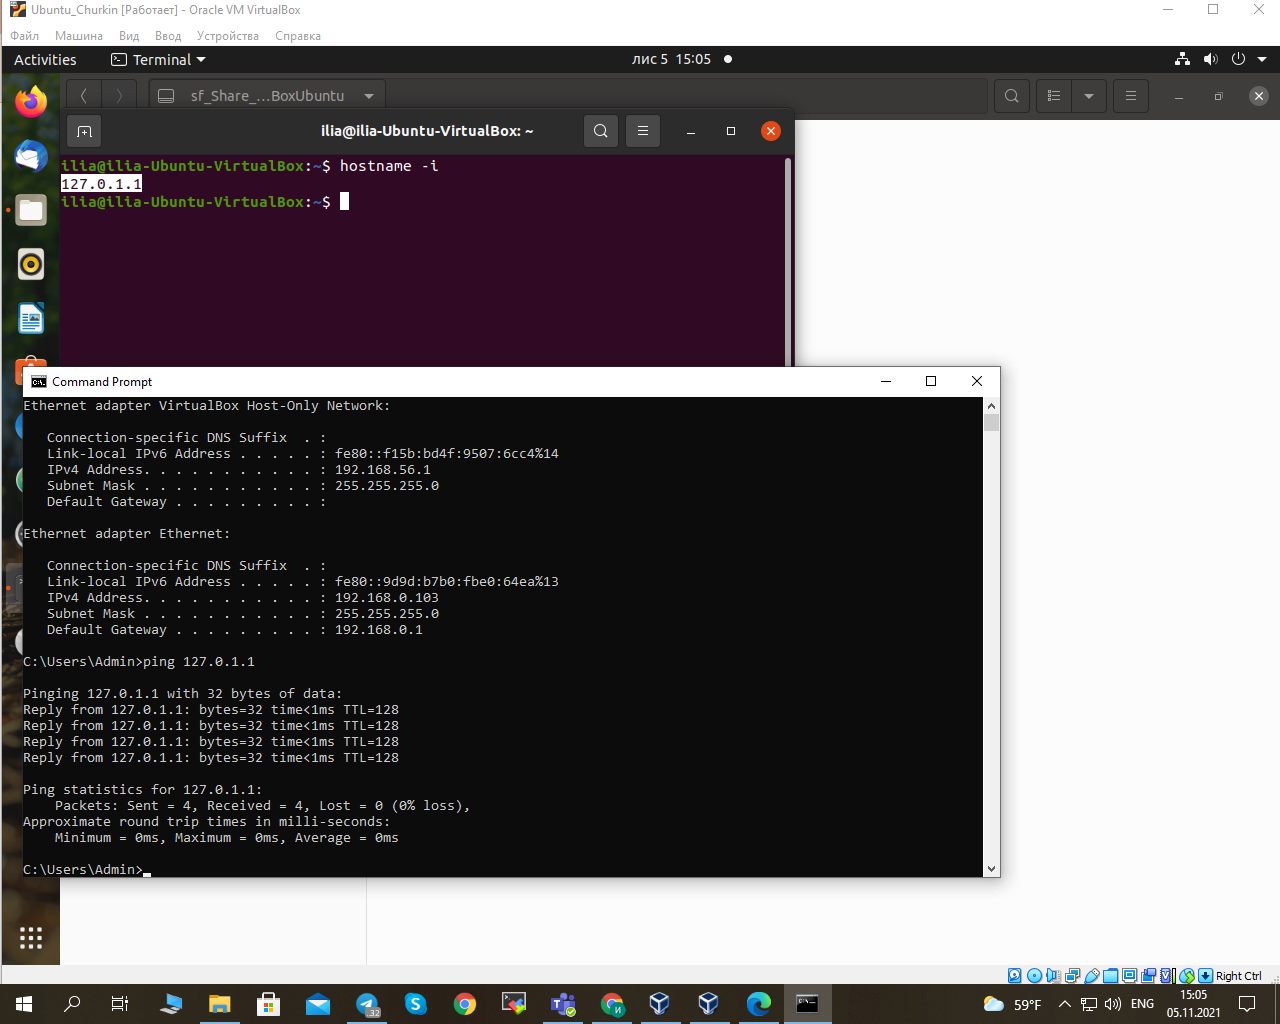 Ubuntu_Churkin [Работает] - Oracle VM VirtualBox
Файл Машина Вид Ввод Устройства Справка
Activities Terminal лис 5 15:05
sf_Share_...BoxUbuntu
ilia@ilia-Ubuntu-VirtualBox: ~
ilia@ilia-Ubuntu-VirtualBox:~$ hostname -i
127.0.1.1
ilia@ilia-Ubuntu-VirtualBox:~$
Command Prompt
Ethernet adapter VirtualBox Host-Only Network:
Connection-specific DNS Suffix . :
Link-local IPv6 Address . . . . . : fe80::f15b:bd4f:9507:6cc4%14
IPv4 Address. . . . . . . . . . . : 192.168.56.1
Subnet Mask . . . . . . . . . . . : 255.255.255.0
Default Gateway . . . . . . . . . :
Ethernet adapter Ethernet:
Connection-specific DNS Suffix . :
Link-local IPv6 Address . . . . . : fe80::9d9d:b7b0:fbe0:64ea%13
IPv4 Address. . . . . . . . . . . : 192.168.0.103
Subnet Mask . . . . . . . . . . . : 255.255.255.0
Default Gateway . . . . . . . . . : 192.168.0.1
C:\Users\Admin>ping 127.0.1.1
Pinging 127.0.1.1 with 32 bytes of data:
Reply from 127.0.1.1: bytes=32 time<1ms TTL=128
Reply from 127.0.1.1: bytes=32 time<1ms TTL=128
Reply from 127.0.1.1: bytes=32 time<1ms TTL=128
Reply from 127.0.1.1: bytes=32 time<1ms TTL=128
Ping statistics for 127.0.1.1:
Packets: Sent = 4, Received = 4, Lost = 0 (0% loss),
Approximate round trip times in milli-seconds:
Minimum = 0ms, Maximum = 0ms, Average = 0ms
C:\Users\Admin>
Right Ctrl
59°F ENG 15:05
05.11.2021